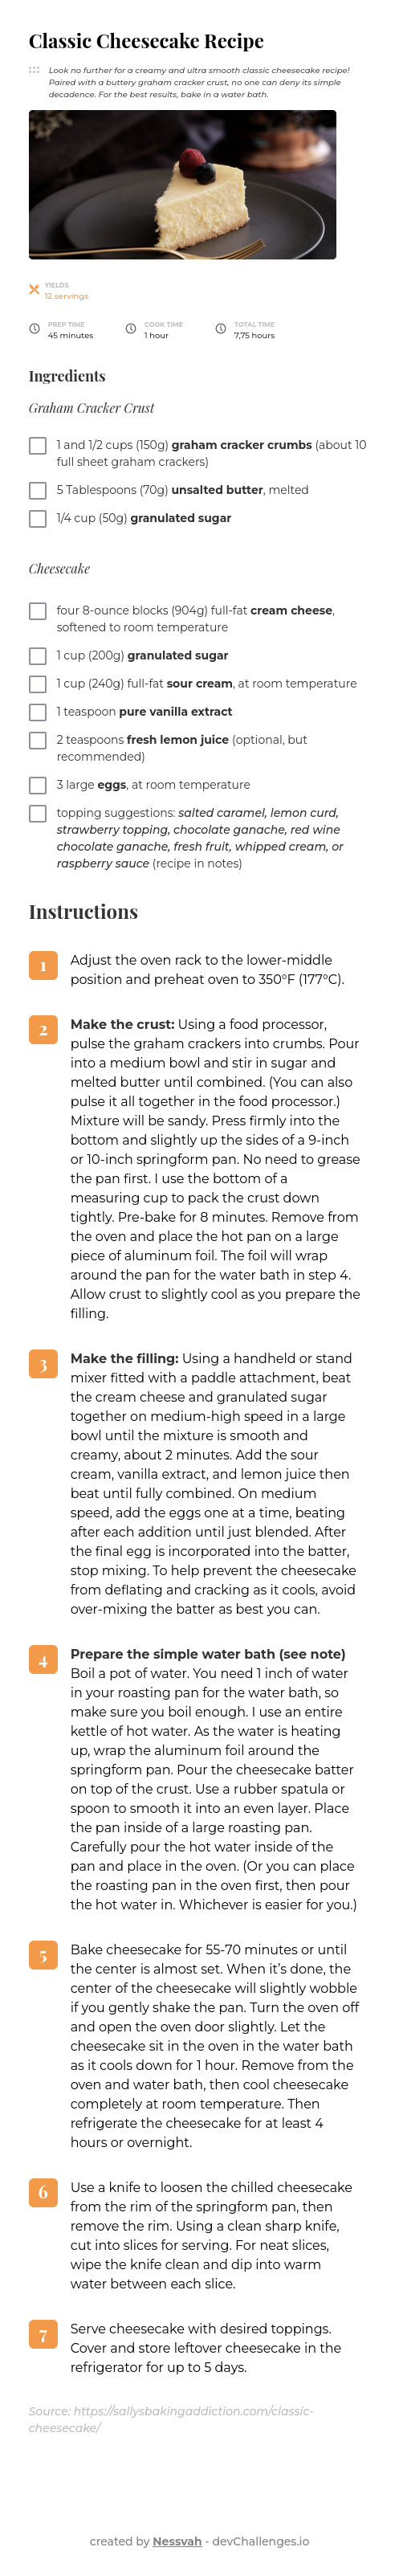 Classic Cheesecake Recipe
Look no further for a creamy and ultra smooth classic cheesecake recipe!
Paired with a buttery graham cracker crust, no one can deny its simple
decadence. For the best results, bake in a water bath.
YIELDS
12 servings
PREP TIME
45 minutes
COOK TIME
1 hour
TOTAL TIME
7,75 hours
Ingredients
Graham Cracker Crust
1 and 1/2 cups (150g) graham cracker crumbs (about 10
full sheet graham crackers)
5 Tablespoons (70g) unsalted butter, melted
1/4 cup (50g) granulated sugar
Cheesecake
four 8-ounce blocks (904g) full-fat cream cheese,
softened to room temperature
1 cup (200g) granulated sugar
1 cup (240g) full-fat sour cream, at room temperature
1 teaspoon pure vanilla extract
2 teaspoons fresh lemon juice (optional, but
recommended)
3 large eggs, at room temperature
topping suggestions: salted caramel, lemon curd,
strawberry topping, chocolate ganache, red wine
chocolate ganache, fresh fruit, whipped cream, or
raspberry sauce (recipe in notes)
Instructions
1
Adjust the oven rack to the lower-middle
position and preheat oven to 350°F (177°C).
2
Make the crust: Using a food processor,
pulse the graham crackers into crumbs. Pour
into a medium bowl and stir in sugar and
melted butter until combined. (You can also
pulse it all together in the food processor.)
Mixture will be sandy. Press firmly into the
bottom and slightly up the sides of a 9-inch
or 10-inch springform pan. No need to grease
the pan first. I use the bottom of a
measuring cup to pack the crust down
tightly. Pre-bake for 8 minutes. Remove from
the oven and place the hot pan on a large
piece of aluminum foil. The foil will wrap
around the pan for the water bath in step 4.
Allow crust to slightly cool as you prepare the
filling.
3
Make the filling: Using a handheld or stand
mixer fitted with a paddle attachment, beat
the cream cheese and granulated sugar
together on medium-high speed in a large
bowl until the mixture is smooth and
creamy, about 2 minutes. Add the sour
cream, vanilla extract, and lemon juice then
beat until fully combined. On medium
speed, add the eggs one at a time, beating
after each addition until just blended. After
the final egg is incorporated into the batter,
stop mixing. To help prevent the cheesecake
from deflating and cracking as it cools, avoid
over-mixing the batter as best you can.
4
Prepare the simple water bath (see note)
Boil a pot of water. You need 1 inch of water
in your roasting pan for the water bath, so
make sure you boil enough. I use an entire
kettle of hot water. As the water is heating
up, wrap the aluminum foil around the
springform pan. Pour the cheesecake batter
on top of the crust. Use a rubber spatula or
spoon to smooth it into an even layer. Place
the pan inside of a large roasting pan.
Carefully pour the hot water inside of the
pan and place in the oven. (Or you can place
the roasting pan in the oven first, then pour
the hot water in. Whichever is easier for you.)
5
Bake cheesecake for 55-70 minutes or until
the center is almost set. When it's done, the
center of the cheesecake will slightly wobble
if you gently shake the pan. Turn the oven off
and open the oven door slightly. Let the
cheesecake sit in the oven in the water bath
as it cools down for 1 hour. Remove from the
oven and water bath, then cool cheesecake
completely at room temperature. Then
refrigerate the cheesecake for at least 4
hours or overnight.
6
Use a knife to loosen the chilled cheesecake
from the rim of the springform pan, then
remove the rim. Using a clean sharp knife,
cut into slices for serving. For neat slices,
wipe the knife clean and dip into warm
water between each slice.
7
Serve cheesecake with desired toppings.
Cover and store leftover cheesecake in the
refrigerator for up to 5 days.
Source: https://sallysbakingaddiction.com/classic-
cheesecake/
created by Nessvah - devChallenges.io